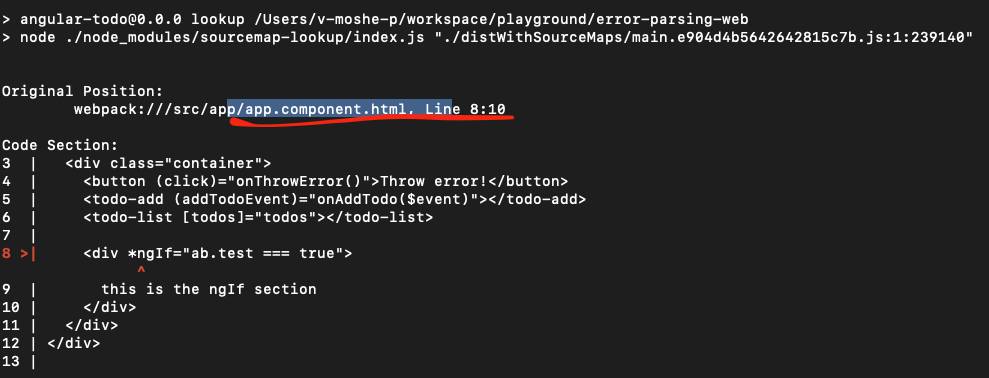 > angular-todo@0.0.0 lookup /Users/v-moshe-p/workspace/playground/error-parsing-web
> node ./node_modules/sourcemap-lookup/index.js "./distWithSourceMaps/main.e904d4b5642642815c7b.js:1:239140"
Original Position:
webpack:///src/app/app.component.html, Line 8:10
Code Section:
3 | <div class="container">
4 | <button (click)="onThrowError()">Throw error!</button>
5 | <todo-add (addTodoEvent)="onAddTodo($event)"></todo-add>
6 | <todo-list [todos]="todos"></todo-list>
7 |
8 >| <div *ngIf="ab.test === true">
^
9 | this is the ngIf section
10 | </div>
11 | </div>
12 | </div>
13 |